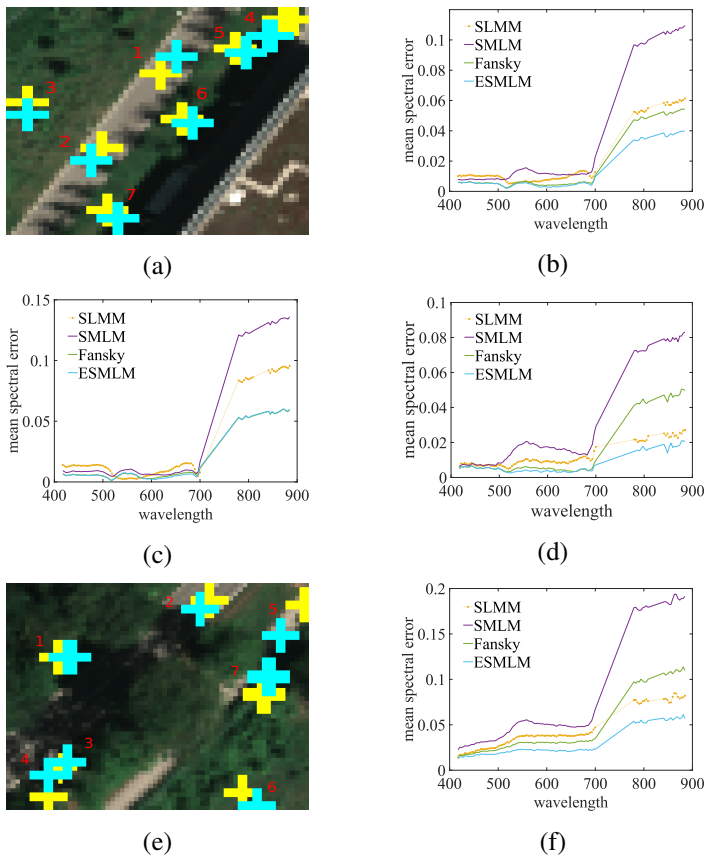 1
2
3
4
5
6
7
(a)
0.1
0.08
0.06
0.04
0.02
0
mean spectral error
SLMM
SMLM
Fansky
ESMLM
400 500 600 700 800 900
wavelength
(b)
0.15
0.1
0.05
0
mean spectral error
SLMM
SMLM
Fansky
ESMLM
400 500 600 700 800 900
wavelength
(c)
0.1
0.08
0.06
0.04
0.02
0
mean spectral error
SLMM
SMLM
Fansky
ESMLM
400 500 600 700 800 900
wavelength
(d)
1
2
3
4
5
6
7
(e)
0.2
0.15
0.1
0.05
0
mean spectral error
SLMM
SMLM
Fansky
ESMLM
400 500 600 700 800 900
wavelength
(f)